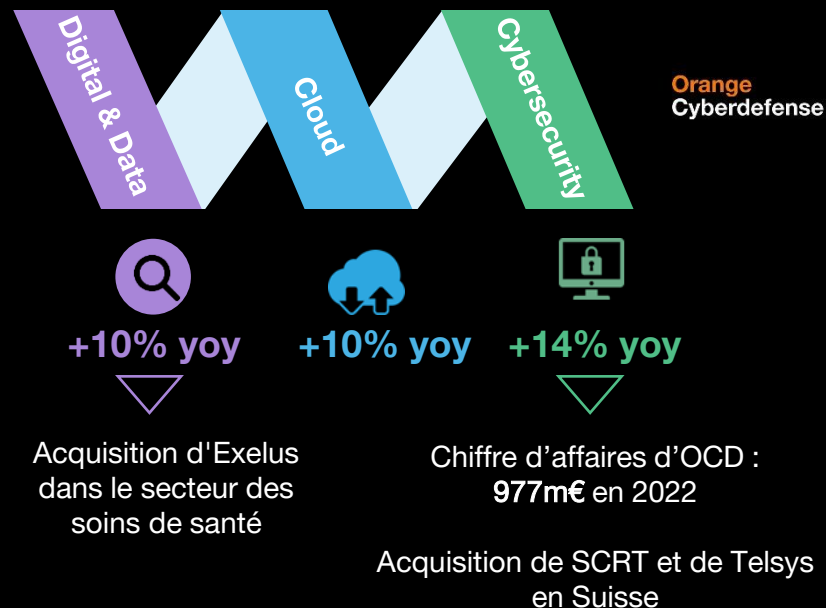 Digital & Data
Cloud
Cybersecurity
Orange
Cyberdefense
+10% yoy
+10% yoy
+14% yoy
Acquisition d'Exelus
dans le secteur des
soins de santé
Chiffre d’affaires d’OCD :
977m€ en 2022
Acquisition de SCRT et de Telsys
en Suisse